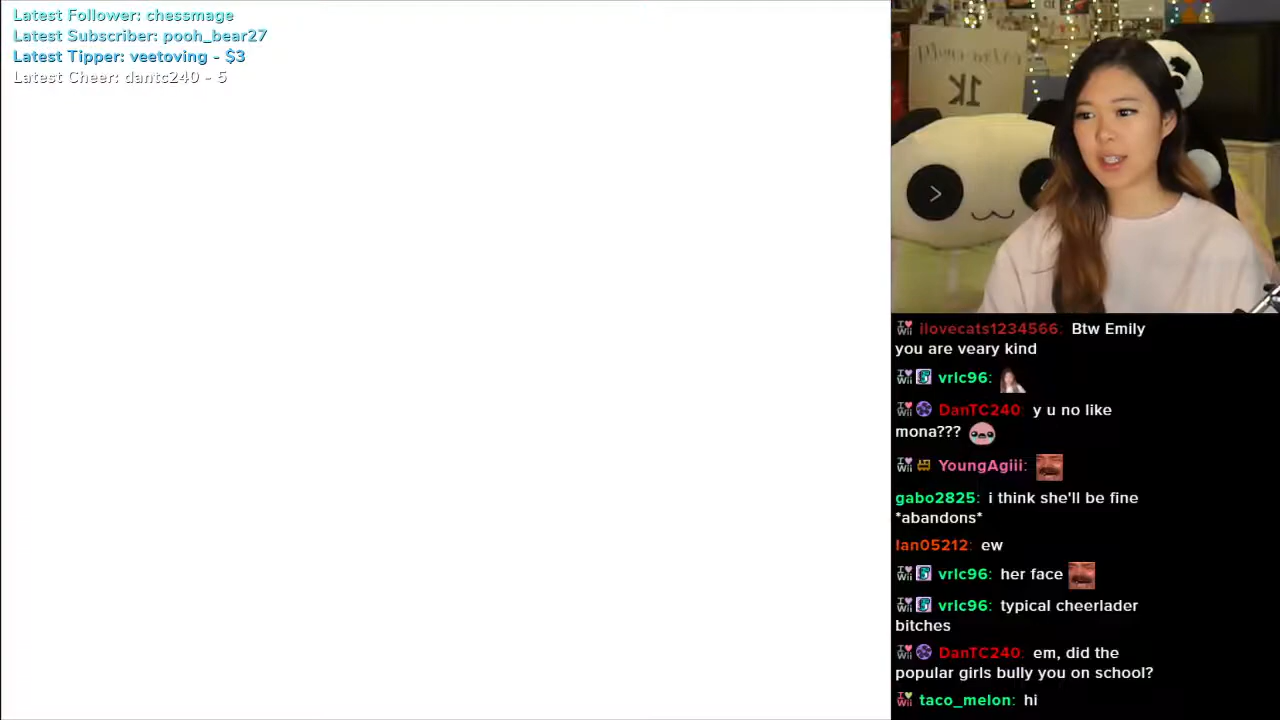 Latest Follower: chessmage
Latest Subscriber: pooh_bear27
Latest Tipper: veetoving - $3
Latest Cheer: dantc240 - 5
1K
ilovecats1234566: Btw Emily
you are veary kind
vrlc96:
DanTC240: y u no like
mona???
YoungAgiii:
gabo2825: i think she'll be fine
*abandons*
Ian05212: ew
vrlc96: her face
vrlc96: typical cheerlader
bitches
DanTC240: em, did the
popular girls bully you on school?
taco_melon: hi